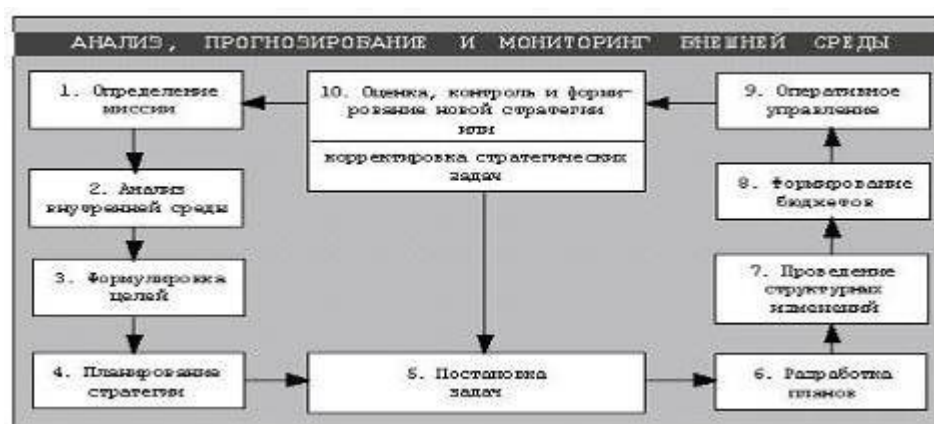 АНАЛИЗ, ПРОГНОЗИРОВАНИЕ И МОНИТОРИНГ ВНЕШНЕЙ СРЕДЫ
1. Определение
миссии
2. Анализ
внутренней среды
3. Формулировка
целей
4. Планирование
стратегии
5. Постановка
задач
6. Разработка
планов
7. Проведение
структурных
изменений
8. Формирование
бюджетов
9. Оперативное
управление
10. Оценка, контроль и форми-
рование новой стратегии
или
корректировка стратегических
задач